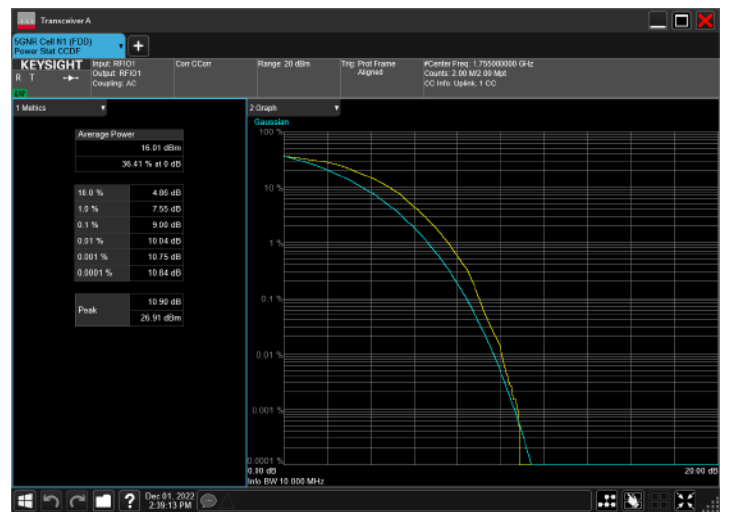 Transceiver A
5GNR Cell N1 (FDD)
Power Stat CCDF
KEYSIGHT
R T
Input: RFIO1
Output: RFIO1
Coupling: AC
Corr CCorr
Range: 20 dBm
Trig: Prot Frame
Aligned
#Center Freq: 1.755000000 GHz
Counts: 2.00 M/2.00 Mpt
CC Info: Uplink, 1 CC
1 Metrics
Average Power
16.01 dBm
36.41 % at 0 dB
10.0 % 4.86 dB
1.0 % 7.55 dB
0.1 % 9.00 dB
0.01 % 10.04 dB
0.001 % 10.75 dB
0.0001 % 10.84 dB
Peak
10.90 dB
26.91 dBm
2 Graph
Gaussian
100 %
10 %
1 %
0.1 %
0.01 %
0.001 %
0.0001 %
0.00 dB
20.00 dB
Info BW 10.000 MHz
Dec 01, 2022
2:39:13 PM